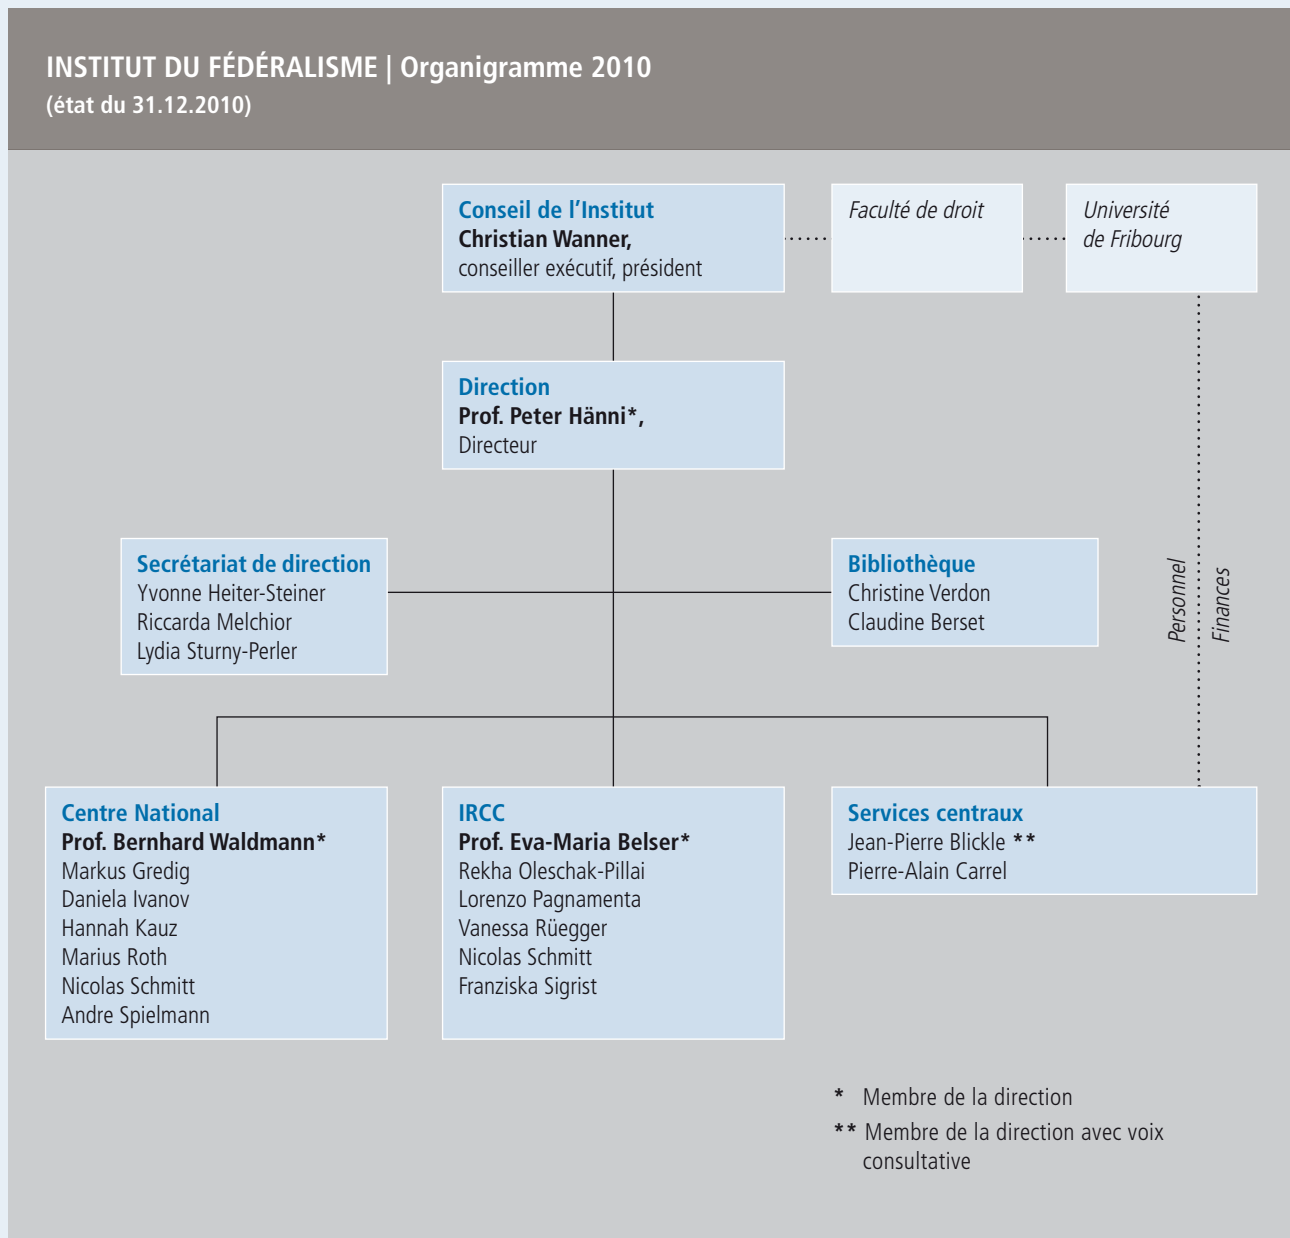 INSTITUT DU FÉDÉRALISME | Organigramme 2010
(état du 31.12.2010)
Conseil de l'Institut
Christian Wanner,
conseiller exécutif, président
Faculté de droit
Université
de Fribourg
Direction
Prof. Peter Hänni*,
Directeur
Secrétariat de direction
Yvonne Heiter-Steiner
Riccarda Melchior
Lydia Sturny-Perler
Bibliothèque
Christine Verdon
Claudine Berset
Personnel
Finances
Centre National
Prof. Bernhard Waldmann*
Markus Gredig
Daniela Ivanov
Hannah Kauz
Marius Roth
Nicolas Schmitt
Andre Spielmann
IRCC
Prof. Eva-Maria Belser*
Rekha Oleschak-Pillai
Lorenzo Pagnamenta
Vanessa Rüegger
Nicolas Schmitt
Franziska Sigrist
Services centraux
Jean-Pierre Blickle **
Pierre-Alain Carrel
* Membre de la direction
** Membre de la direction avec voix
consultative